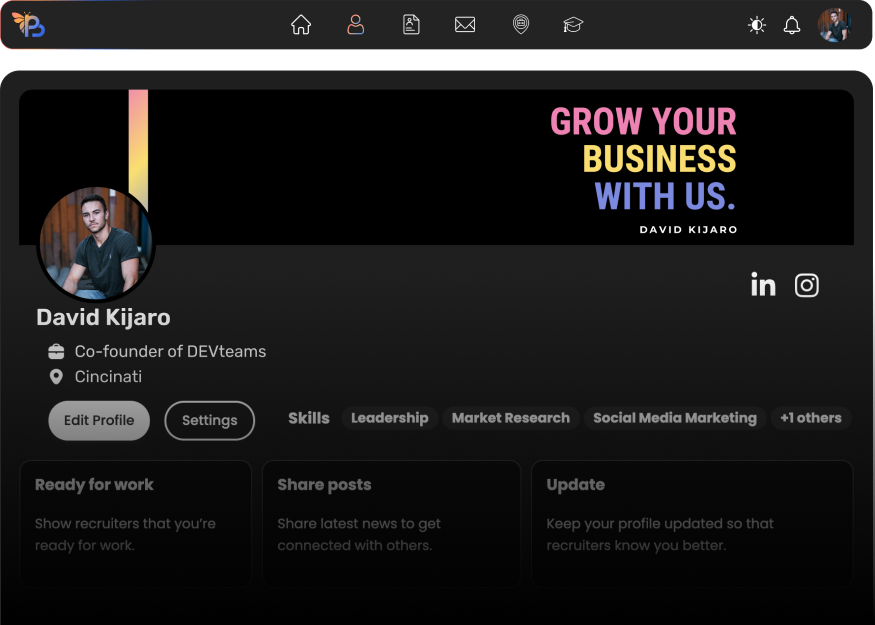 GROW YOUR
BUSINESS
WITH US.
DAVID KIJARO
David Kijaro
Co-founder of DEVteams
Cincinati
Edit Profile
Settings
Skills
Leadership
Market Research
Social Media Marketing
+1 others
Ready for work
Show recruiters that you're
ready for work.
Share posts
Share latest news to get
connected with others.
Update
Keep your profile updated so that
recruiters know you better.